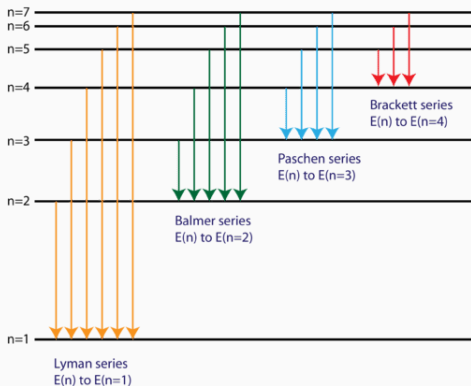 n=7
n=6
n=5
n=4
Brackett series
E(n) to E(n=4)
n=3
Paschen series
E(n) to E(n=3)
n=2
Balmer series
E(n) to E(n=2)
n=1
Lyman series
E(n) to E(n=1)